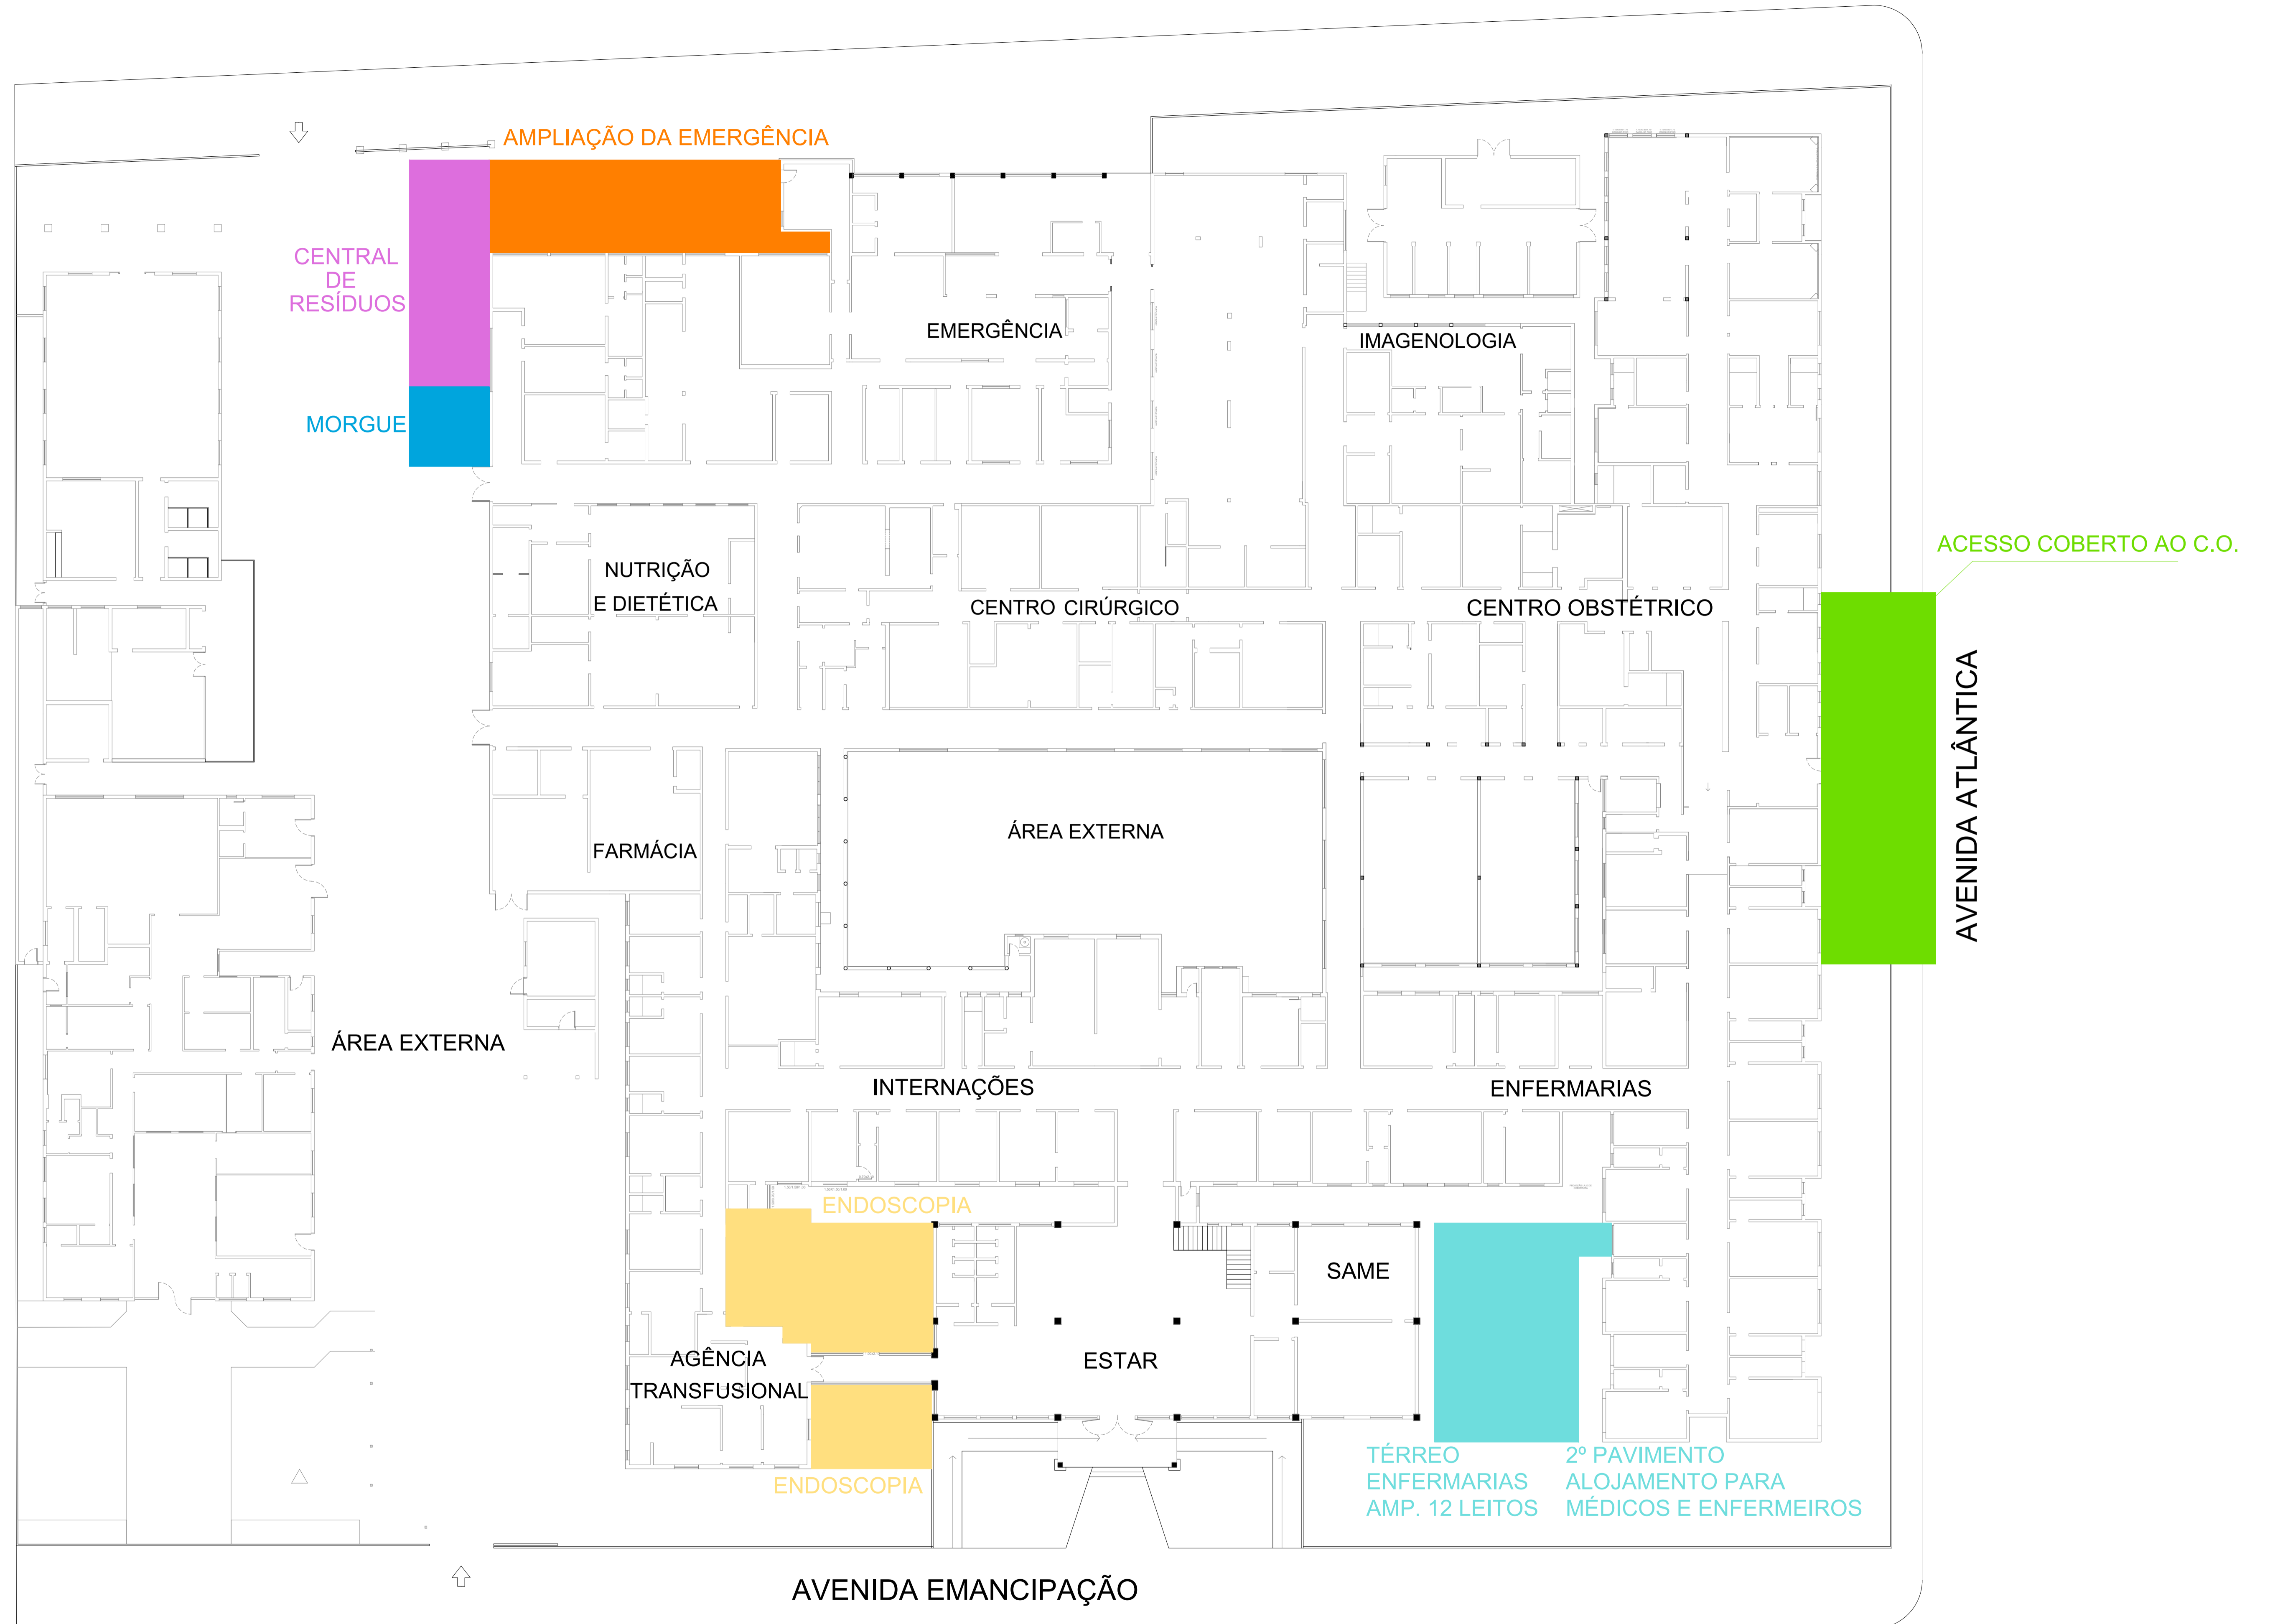 AMPLIAÇÃO DA EMERGÊNCIA
CENTRAL
DE
RESÍDUOS
EMERGÊNCIA
IMAGENOLOGIA
MORGUE
ACESSO COBERTO AO C.O.
NUTRIÇÃO
E DIETÉTICA
CENTRO CIRÚRGICO
CENTRO OBSTÉTRICO
AVENIDA ATLÂNTICA
ÁREA EXTERNA
FARMÁCIA
ÁREA EXTERNA
INTERNAÇÕES
ENFERMARIAS
ENDOSCOPIA
SAME
AGÊNCIA
TRANSFUSIONAL
ESTAR
ENDOSCOPIA
TÉRREO
ENFERMARIAS
AMP. 12 LEITOS
2º PAVIMENTO
ALOJAMENTO PARA
MÉDICOS E ENFERMEIROS
AVENIDA EMANCIPAÇÃO